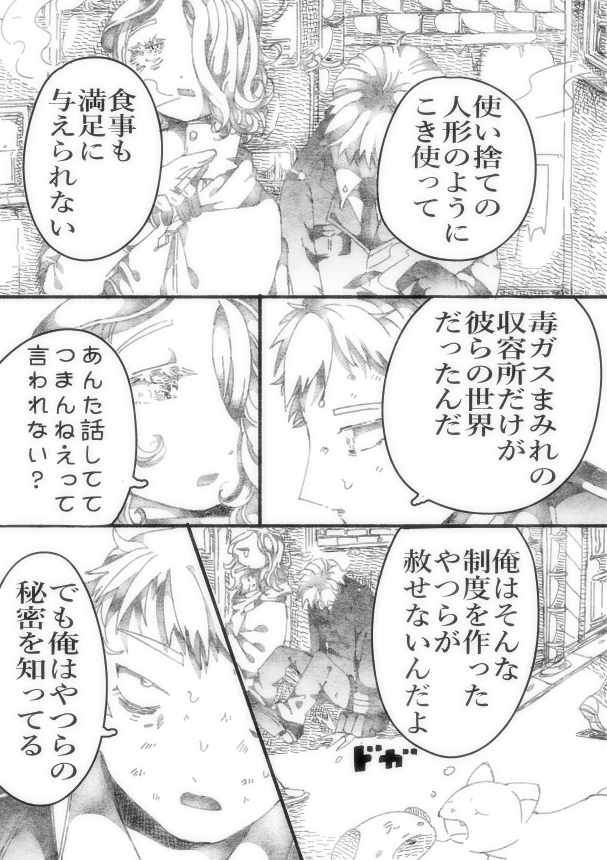 使い捨ての
人形のように
こき使って
食事も
満足に
与えられない
毒ガスまみれの
収容所だけが
彼らの世界
だったんだ
あんた話してて
つまんねえって
言われない？
俺はそんな
制度を作った
やつらが
赦せないんだよ
ドガ
でも俺はやつらの
秘密を知ってる